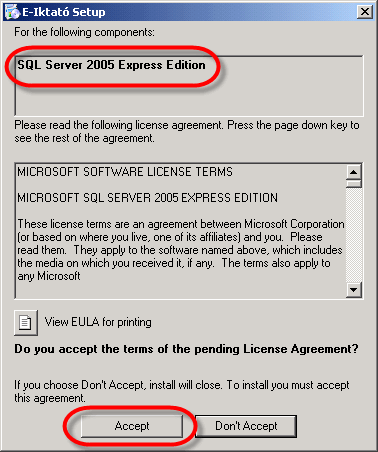 E-Iktató Setup
For the following components:
SQL Server 2005 Express Edition
Please read the following license agreement. Press the page down key to
see the rest of the agreement.
MICROSOFT SOFTWARE LICENSE TERMS
MICROSOFT SQL SERVER 2005 EXPRESS EDITION
These license terms are an agreement between Microsoft Corporation
(or based on where you live, one of its affiliates) and you.  Please
read them.  They apply to the software named above, which includes
the media on which you received it, if any.  The terms also apply to
any Microsoft
View EULA for printing
Do you accept the terms of the pending License Agreement?
If you choose Don't Accept, install will close. To install you must accept
this agreement.
Accept
Don't Accept